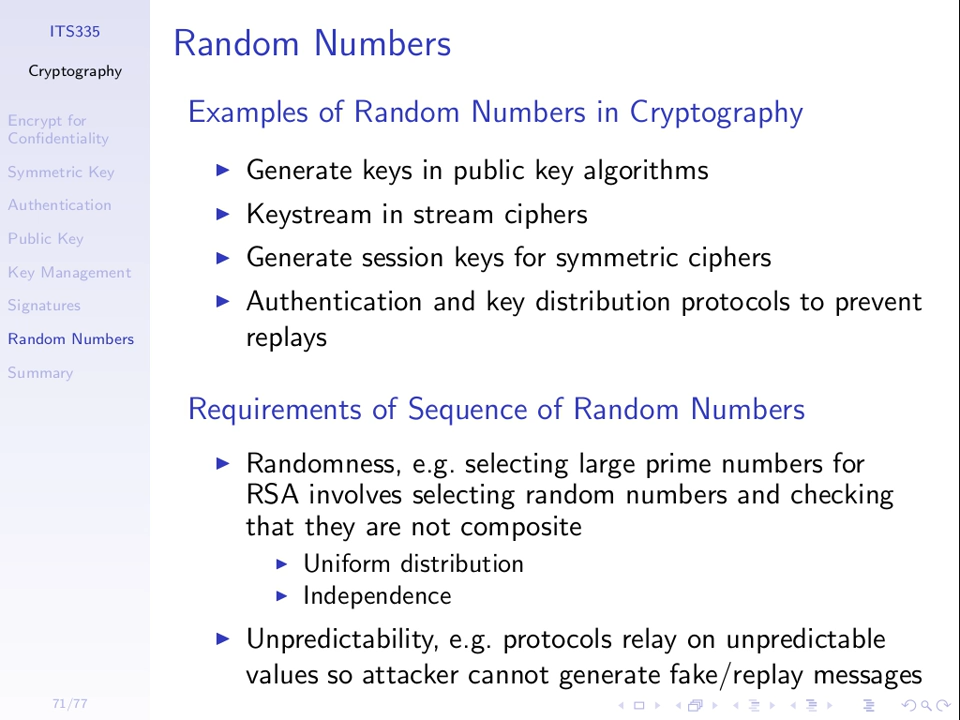 ITS335
Cryptography
Encrypt for
Confidentiality
Symmetric Key
Authentication
Public Key
Key Management
Signatures
Random Numbers
Summary
71/77
Random Numbers
Examples of Random Numbers in Cryptography
Generate keys in public key algorithms
Keystream in stream ciphers
Generate session keys for symmetric ciphers
Authentication and key distribution protocols to prevent
replays
Requirements of Sequence of Random Numbers
Randomness, e.g. selecting large prime numbers for
RSA involves selecting random numbers and checking
that they are not composite
Uniform distribution
Independence
Unpredictability, e.g. protocols relay on unpredictable
values so attacker cannot generate fake/replay messages